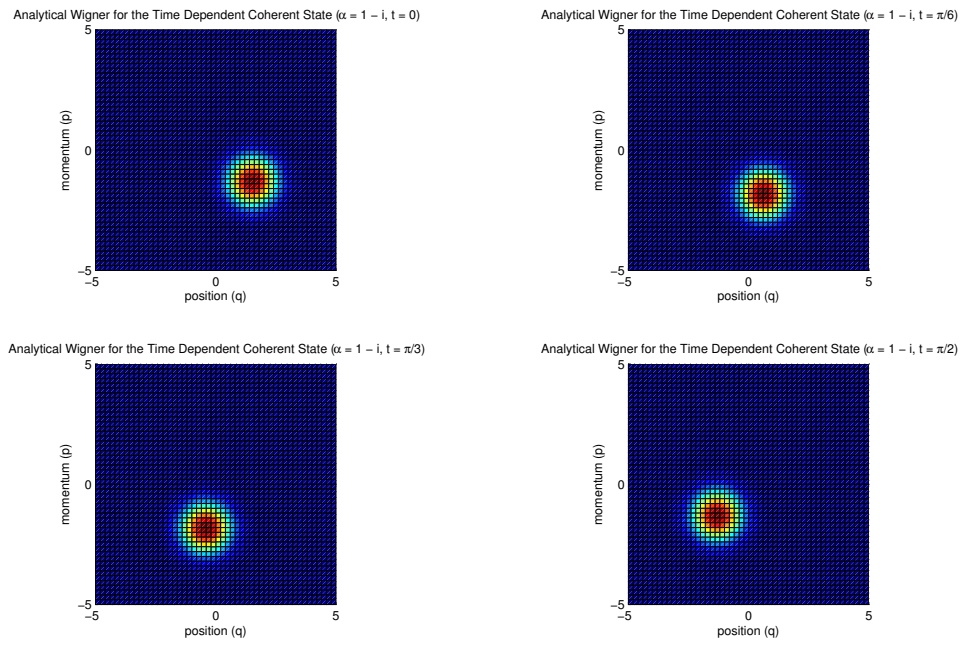 Analytical Wigner for the Time Dependent Coherent State (α = 1 − i, t = 0)
5
0
−5
momentum (p)
−5 0 5
position (q)
Analytical Wigner for the Time Dependent Coherent State (α = 1 − i, t = π/6)
5
0
−5
momentum (p)
−5 0 5
position (q)
Analytical Wigner for the Time Dependent Coherent State (α = 1 − i, t = π/3)
5
0
−5
momentum (p)
−5 0 5
position (q)
Analytical Wigner for the Time Dependent Coherent State (α = 1 − i, t = π/2)
5
0
−5
momentum (p)
−5 0 5
position (q)